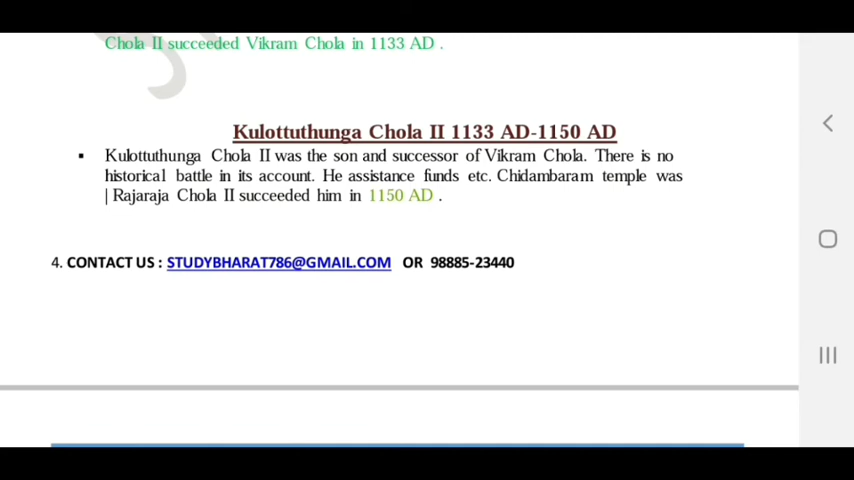 Chola II succeeded Vikram Chola in 1133 AD .
Kulottuthunga Chola II 1133 AD-1150 AD
▪ Kulottuthunga Chola II was the son and successor of Vikram Chola. There is no
historical battle in its account. He assistance funds etc. Chidambaram temple was
| Rajaraja Chola II succeeded him in 1150 AD .
4. CONTACT US : STUDYBHARAT786@GMAIL.COM OR 98885-23440